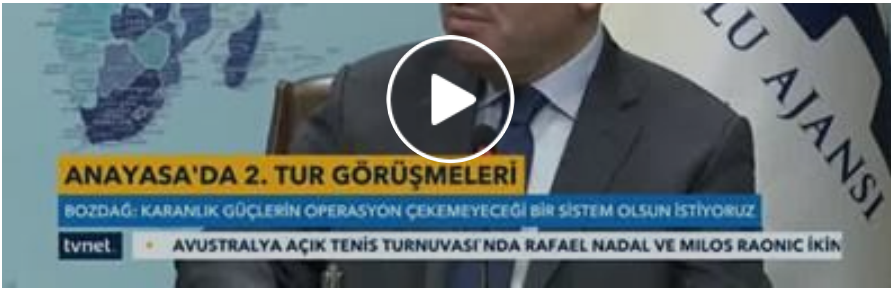 LU AJANSI
ANAYASA'DA 2. TUR GÖRÜŞMELERİ
BOZDAĞ: KARANLIK GÜÇLERİN OPERASYON ÇEKEMEYECEĞİ BİR SİSTEM OLSUN İSTİYORUZ
tvnet
AVUSTRALYA AÇIK TENİS TURNUVASI'NDA RAFAEL NADAL VE MILOS RAONIC İKİN